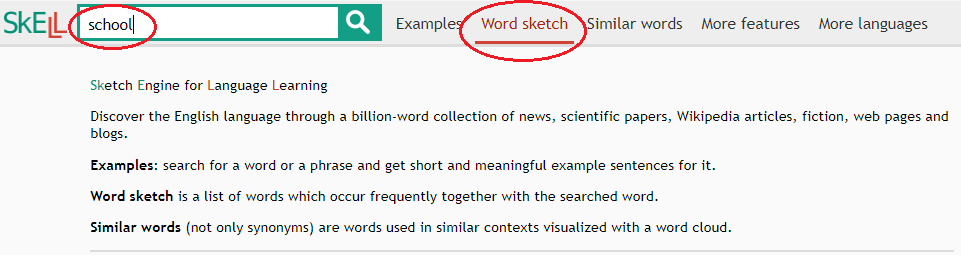 SKELL school Examples Word sketch Similar words More features More languages
Sketch Engine for Language Learning
Discover the English language through a billion-word collection of news, scientific papers, Wikipedia articles, fiction, web pages and
blogs.
Examples: search for a word or a phrase and get short and meaningful example sentences for it.
Word sketch is a list of words which occur frequently together with the searched word.
Similar words (not only synonyms) are words used in similar contexts visualized with a word cloud.